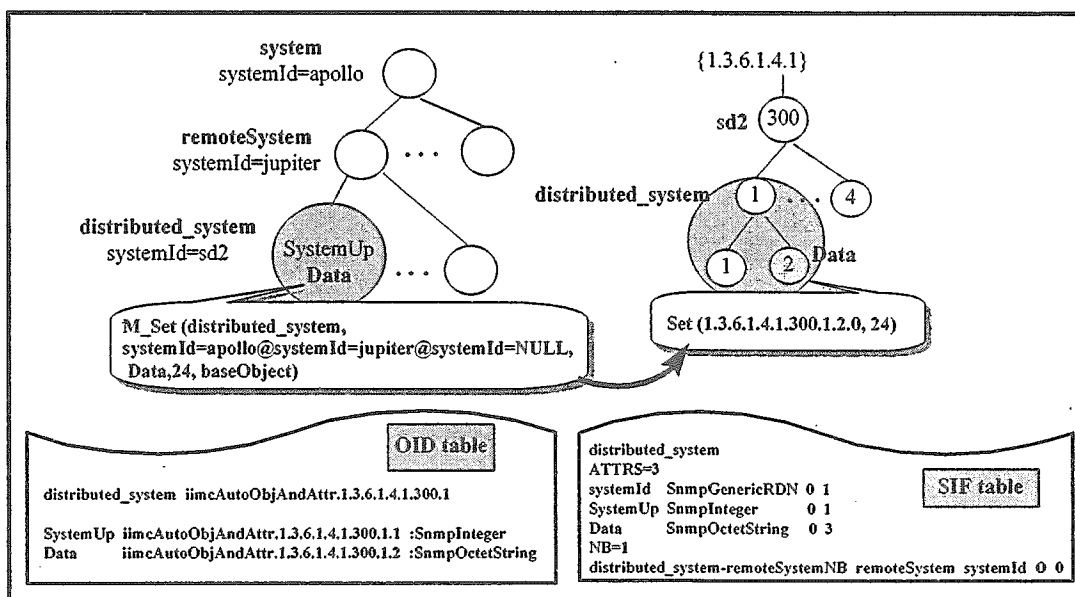 system
systemId=apollo
remoteSystem
systemId=jupiter
. . .
distributed_system
systemId=sd2
SystemUp
Data
. . .
M_Set (distributed_system,
systemId=apollo@systemId=jupiter@systemId=NULL,
Data,24, baseObject)
{1.3.6.1.4.1}
sd2
300
distributed_system
1
. . .
4
1
2
Data
Set (1.3.6.1.4.1.300.1.2.0, 24)
OID table
distributed_system iimcAutoObjAndAttr.1.3.6.1.4.1.300.1
SystemUp iimcAutoObjAndAttr.1.3.6.1.4.1.300.1.1 :SnmpInteger
Data iimcAutoObjAndAttr.1.3.6.1.4.1.300.1.2 :SnmpOctetString
SIF table
distributed_system
ATTRS=3
systemId SnmpGenericRDN 0 1
SystemUp SnmpInteger 0 1
Data SnmpOctetString 0 3
NB=1
distributed_system-remoteSystemNB remoteSystem systemId 0 0